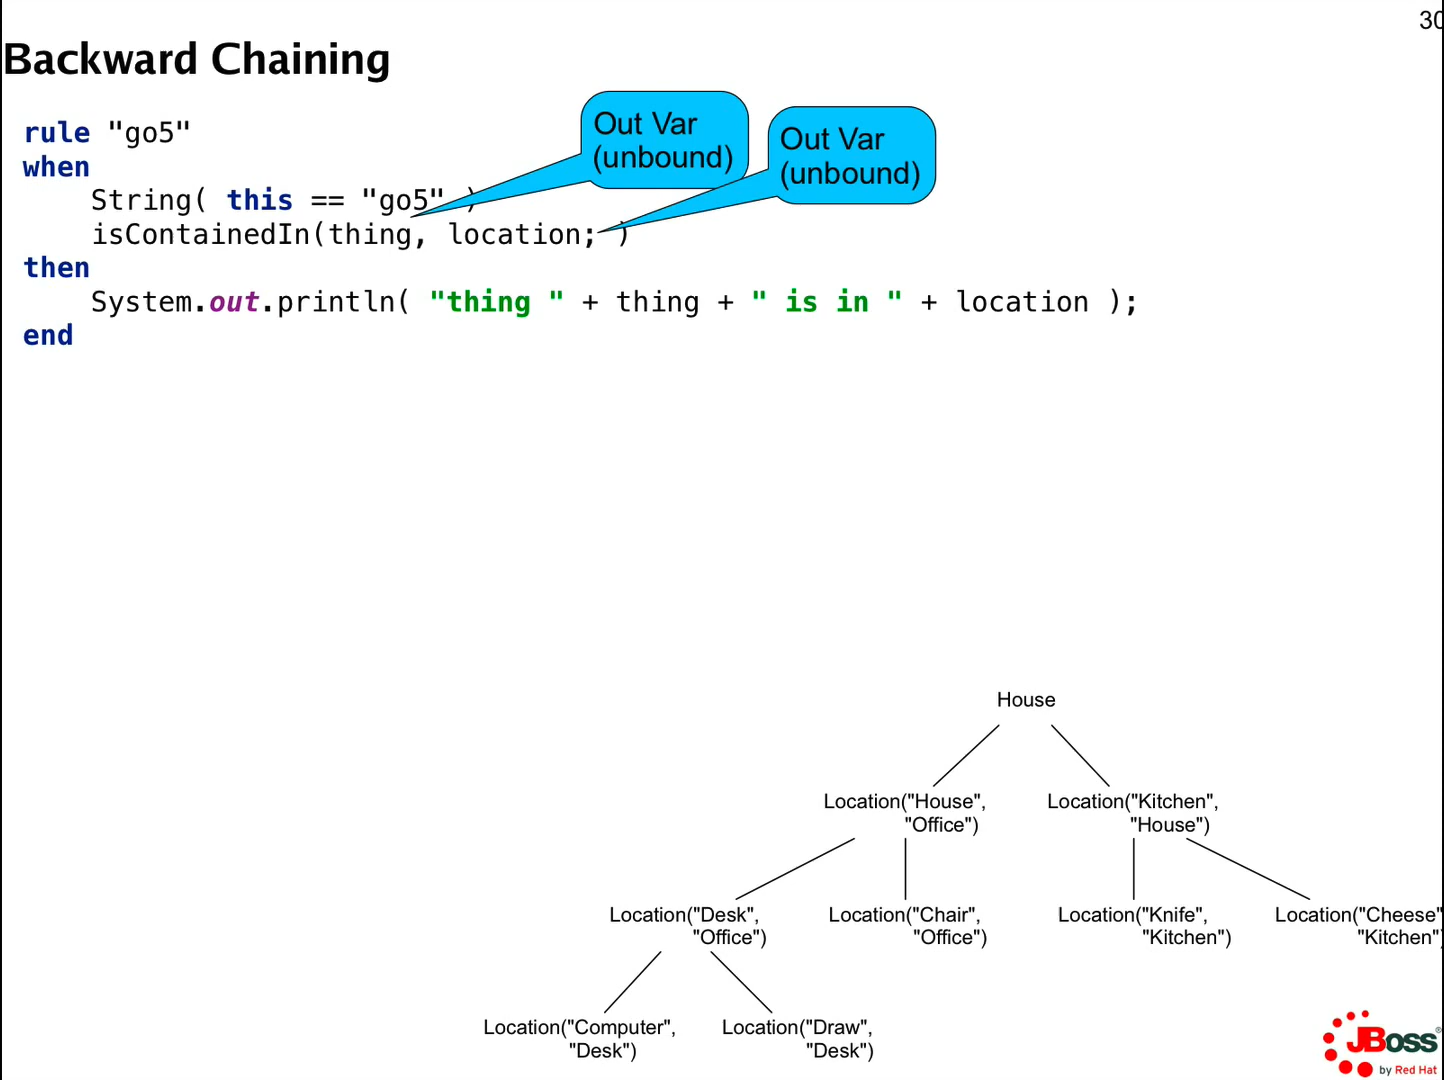 30
Backward Chaining
Out Var
(unbound)
Out Var
(unbound)
rule "go5"
when
String( this == "go5" )
isContainedIn(thing, location; )
then
System.out.println( "thing " + thing + " is in " + location );
end
House
Location("House",
"Office")
Location("Kitchen",
"House")
Location("Desk",
"Office")
Location("Chair",
"Office")
Location("Knife",
"Kitchen")
Location("Cheese"
"Kitchen")
Location("Computer",
"Desk")
Location("Draw",
"Desk")
JBoss®
by Red Hat